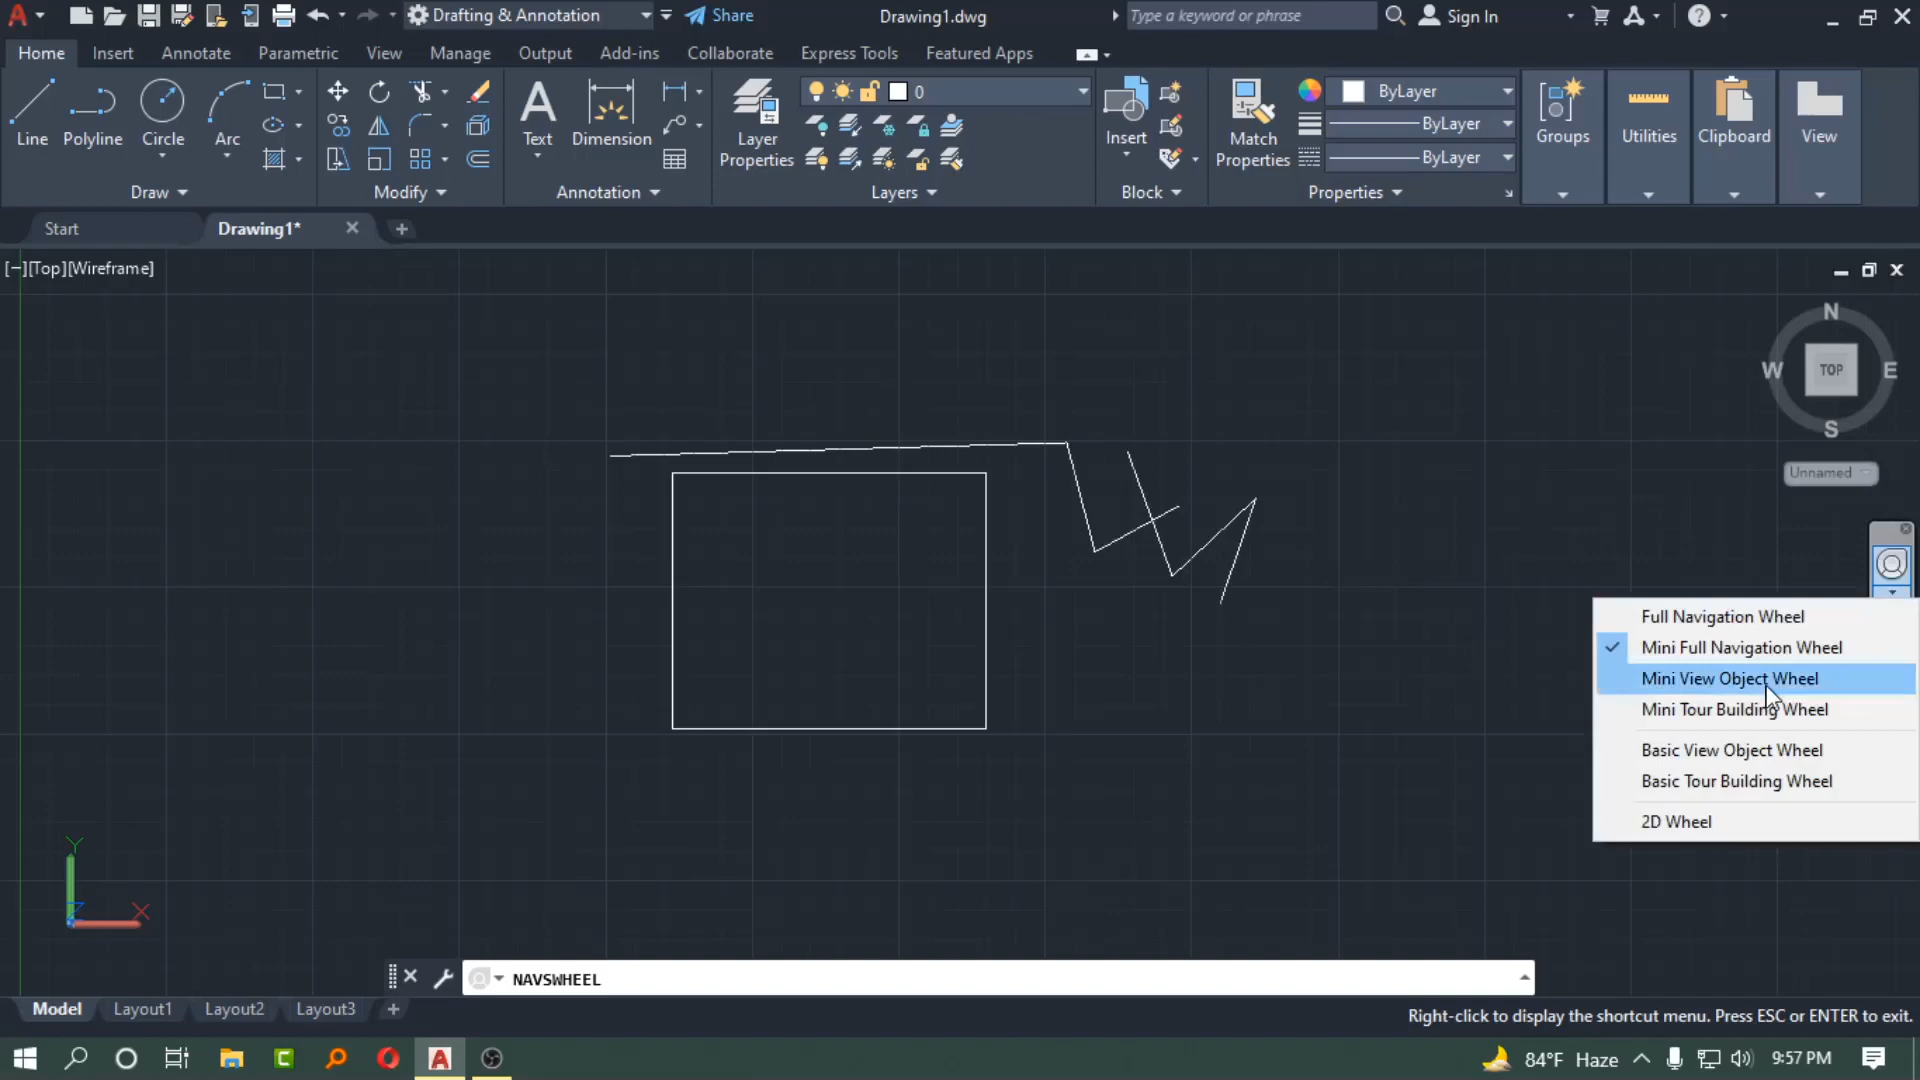 Drafting & Annotation
Share
Drawing1.dwg
Type a keyword or phrase
Sign In
Home
Insert
Annotate
Parametric
View
Manage
Output
Add-ins
Collaborate
Express Tools
Featured Apps
0
ByLayer
Line
Polyline
Circle
Arc
Text
Dimension
Layer
Properties
Insert
Match
Properties
ByLayer
ByLayer
Groups
Utilities
Clipboard
View
Draw
Modify
Annotation
Layers
Block
Properties
Start
Drawing1*
[−][Top][Wireframe]
N
W
TOP
E
S
Unnamed
Full Navigation Wheel
Mini Full Navigation Wheel
Mini View Object Wheel
Mini Tour Building Wheel
Basic View Object Wheel
Basic Tour Building Wheel
2D Wheel
Y
Z
X
NAVSWHEEL
Model
Layout1
Layout2
Layout3
Right-click to display the shortcut menu. Press ESC or ENTER to exit.
84°F Haze
9:57 PM